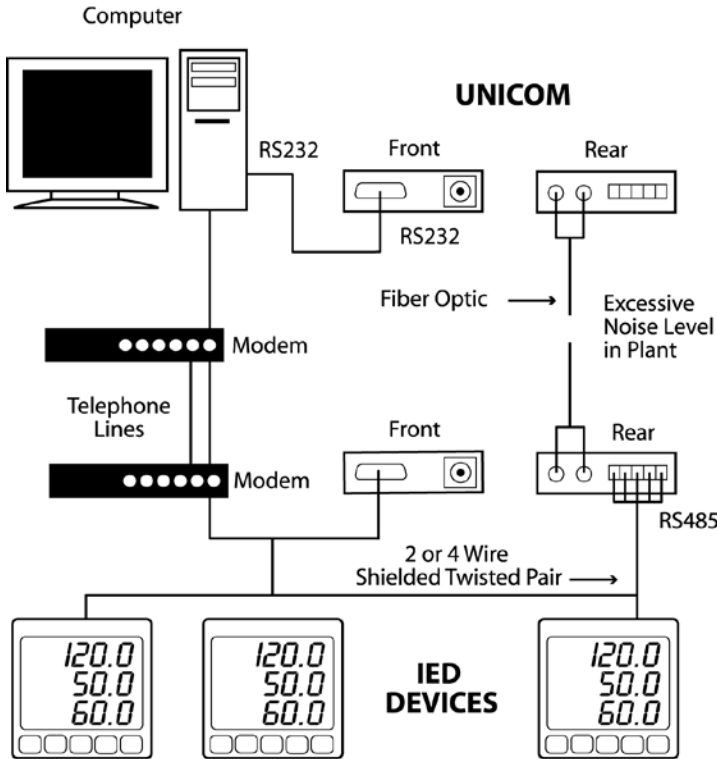 Computer
UNICOM
RS232
Front
Rear
RS232
Fiber Optic
Excessive
Noise Level
in Plant
Modem
Telephone
Lines
Front
Rear
Modem
RS485
2 or 4 Wire
Shielded Twisted Pair
120.0
50.0
60.0
120.0
50.0
60.0
IED
DEVICES
120.0
50.0
60.0